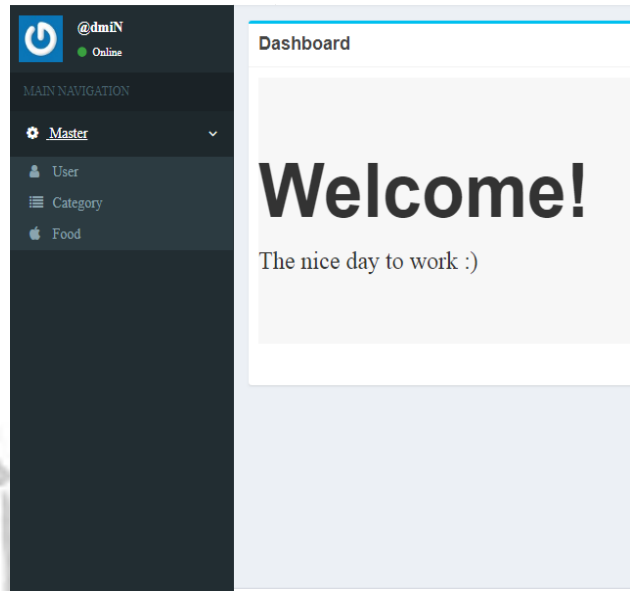 @dmiN
Online
MAIN NAVIGATION
Master
User
Category
Food
Dashboard
Welcome!
The nice day to work :)